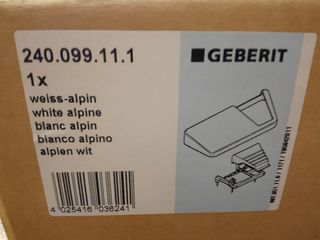 240.099.11.1
GEBERIT
1x
weiss-alpin
white alpine
blanc alpin
bianco alpino
alpien wit
4 025416 036241